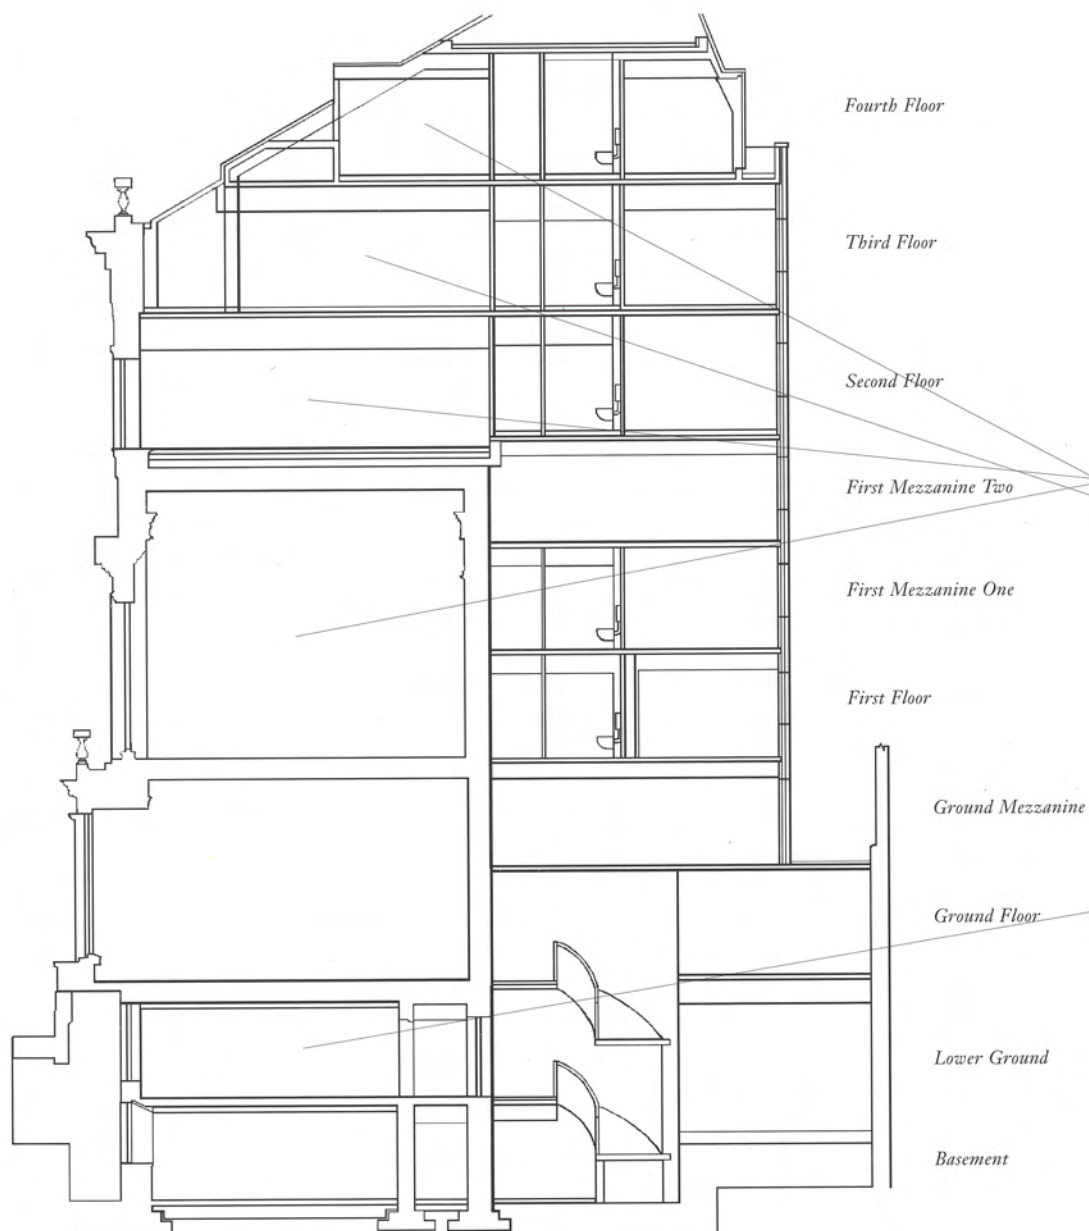 Fourth Floor
Third Floor
Second Floor
First Mezzanine Two
First Mezzanine One
First Floor
Ground Mezzanine
Ground Floor
Lower Ground
Basement